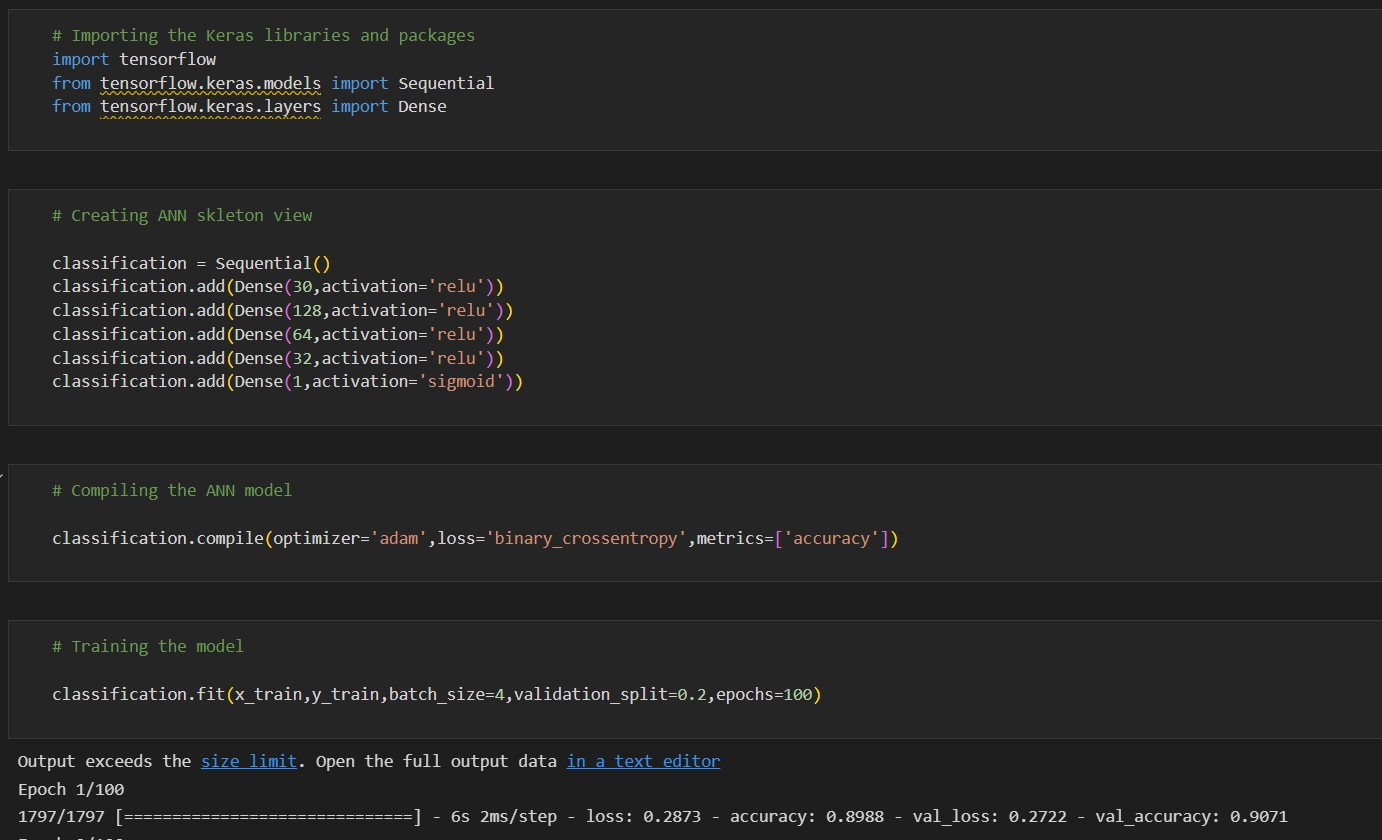 # Importing the Keras libraries and packages
import tensorflow
from tensorflow.keras.models import Sequential
from tensorflow.keras.layers import Dense
# Creating ANN skleton view
classification = Sequential()
classification.add(Dense(30,activation='relu'))
classification.add(Dense(128,activation='relu'))
classification.add(Dense(64,activation='relu'))
classification.add(Dense(32,activation='relu'))
classification.add(Dense(1,activation='sigmoid'))
# Compiling the ANN model
classification.compile(optimizer='adam',loss='binary_crossentropy',metrics=['accuracy'])
# Training the model
classification.fit(x_train,y_train,batch_size=4,validation_split=0.2,epochs=100)
Output exceeds the size limit. Open the full output data in a text editor
Epoch 1/100
1797/1797 [==============================] - 6s 2ms/step - loss: 0.2873 - accuracy: 0.8988 - val_loss: 0.2722 - val_accuracy: 0.9071